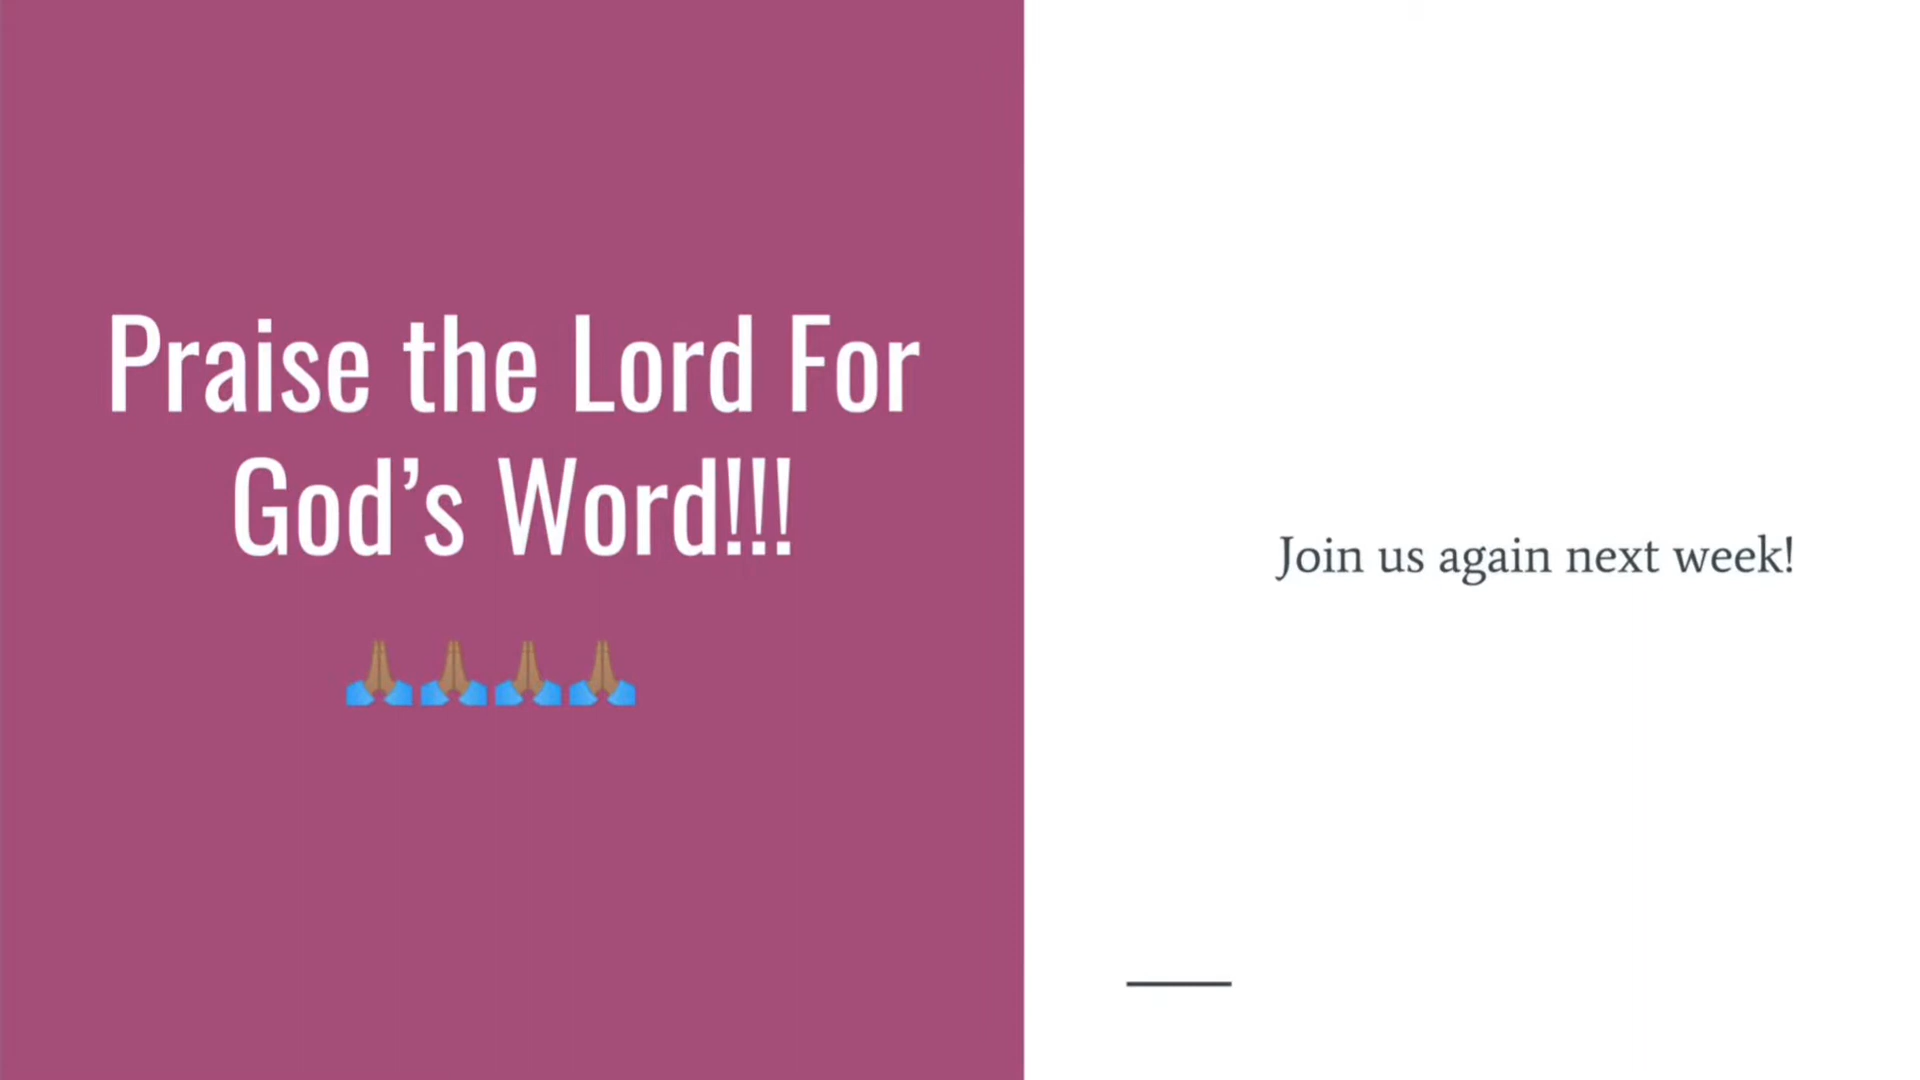 Praise the Lord For
God’s Word!!!
🙏🏽🙏🏽🙏🏽🙏🏽
Join us again next week!